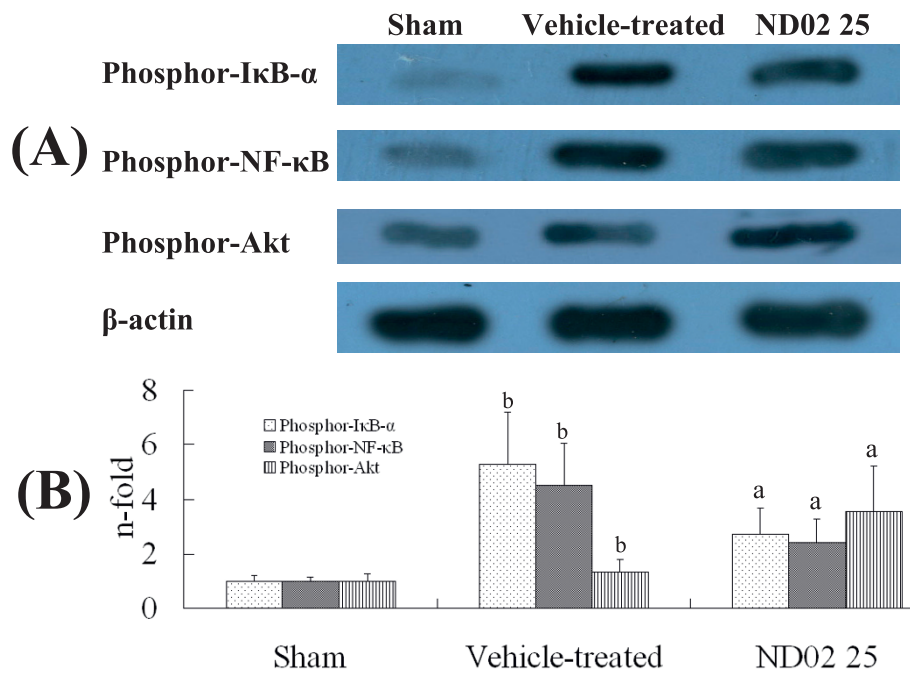 Sham Vehicle-treated ND02 25
Phosphor-IκB-α
(A)
Phosphor-NF-κB
Phosphor-Akt
β-actin
(B)
n-fold
8
6
4
2
0
Phosphor-IκB-α
Phosphor-NF-κB
Phosphor-Akt
b
b
b
a
a
a
Sham Vehicle-treated ND02 25